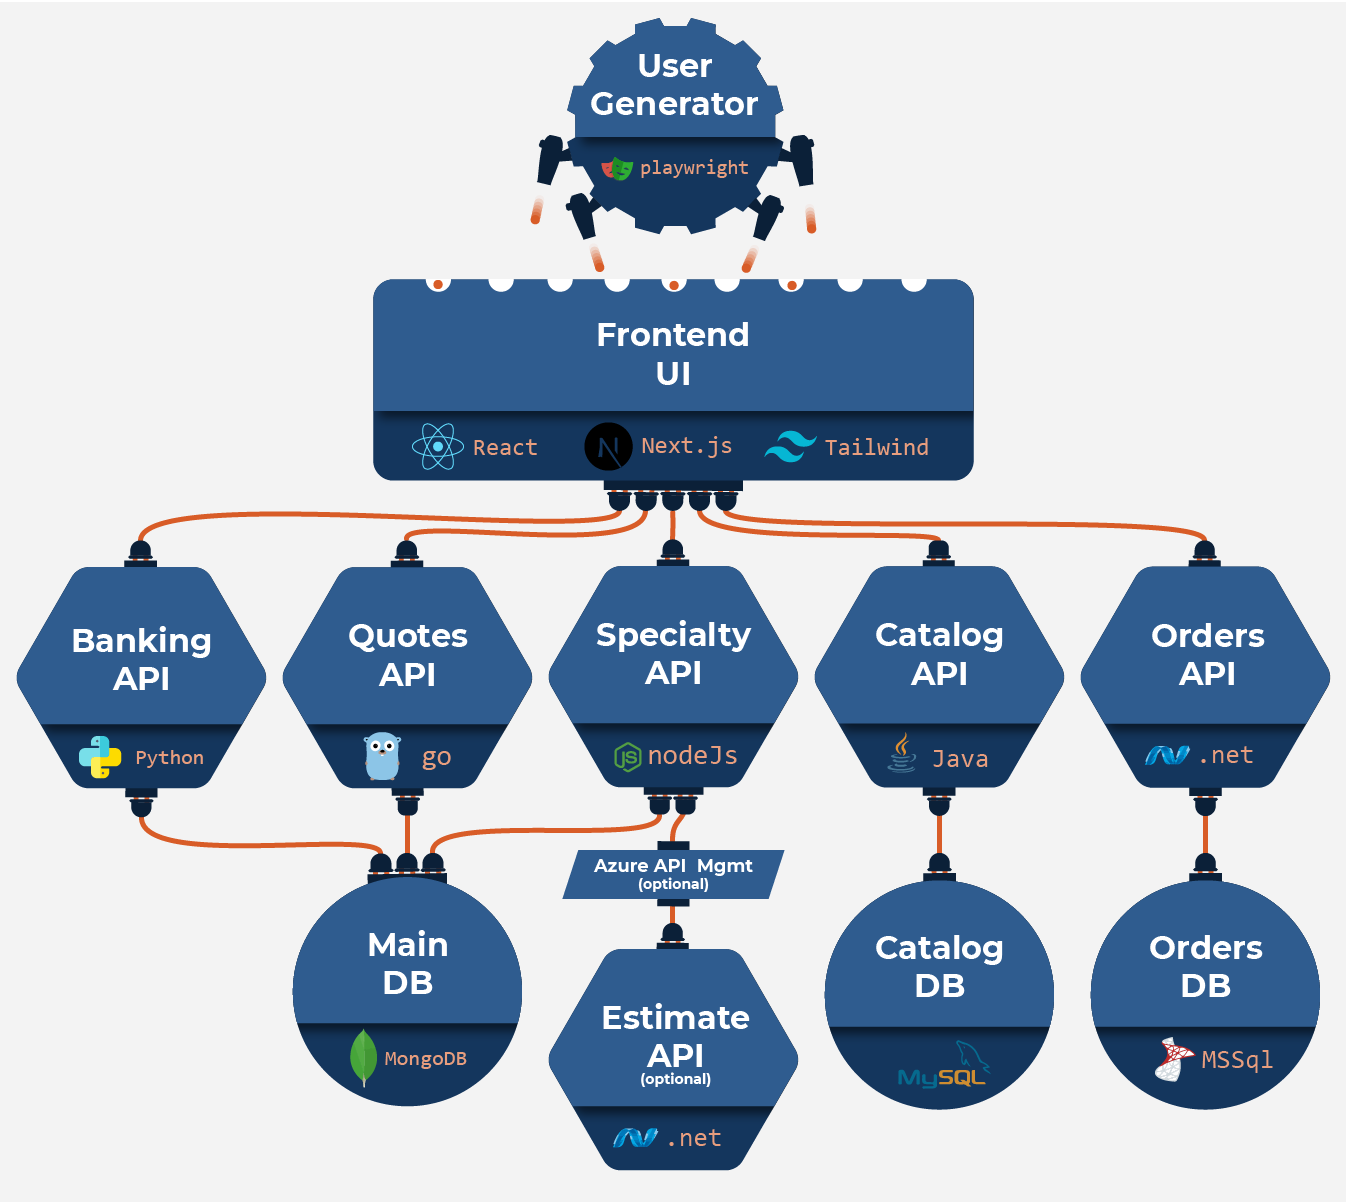 User
Generator
playwright
Frontend
UI
React
N
Next.js
Tailwind
Banking
API
Python
Quotes
API
go
Specialty
API
JS
nodeJs
Catalog
API
Java
Orders
API
.net
Azure API  Mgmt
(optional)
Main
DB
MongoDB
Estimate
API
(optional)
.net
Catalog
DB
MySQL
Orders
DB
MSSql